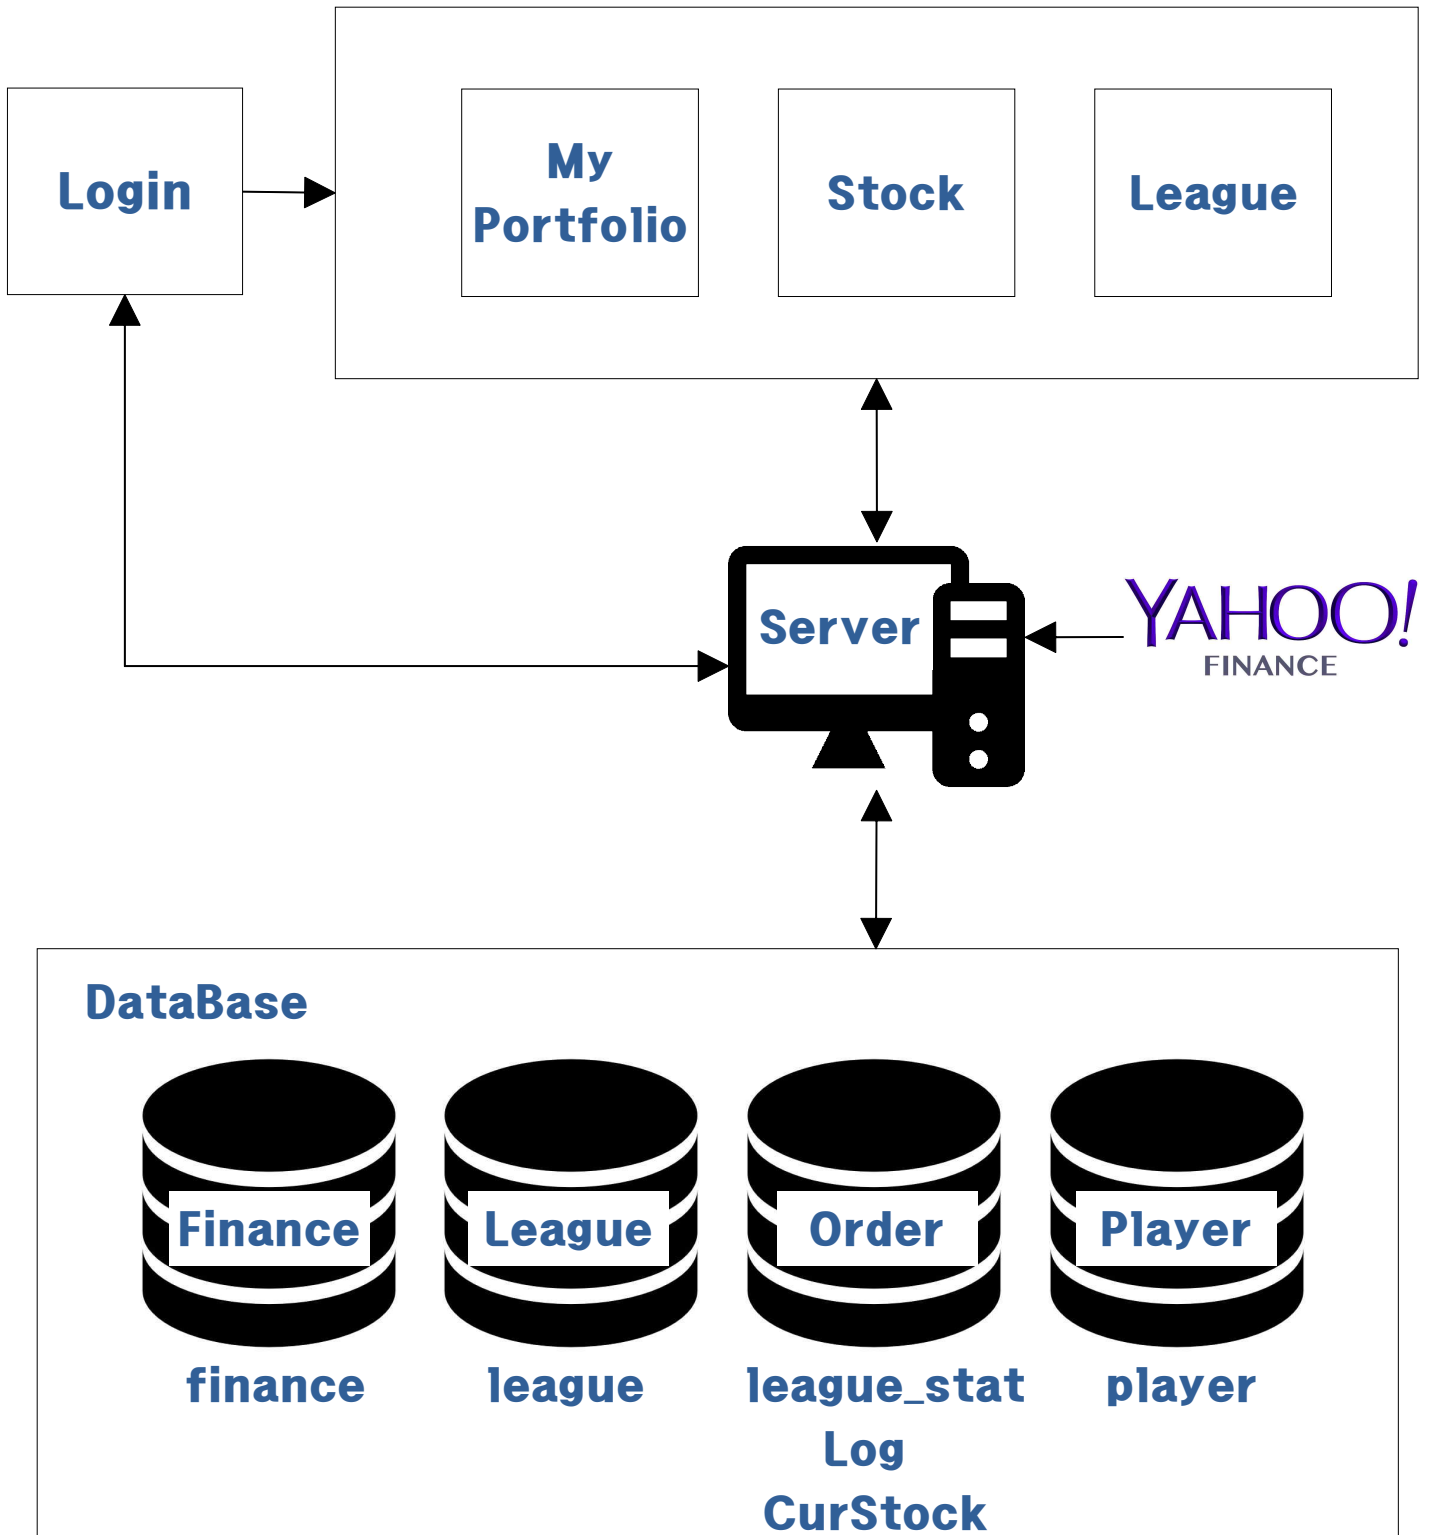 Login
My
Portfolio
Stock
League
Server
YAHOO!
FINANCE
DataBase
Finance
League
Order
Player
finance
league
league_stat
Log
CurStock
player